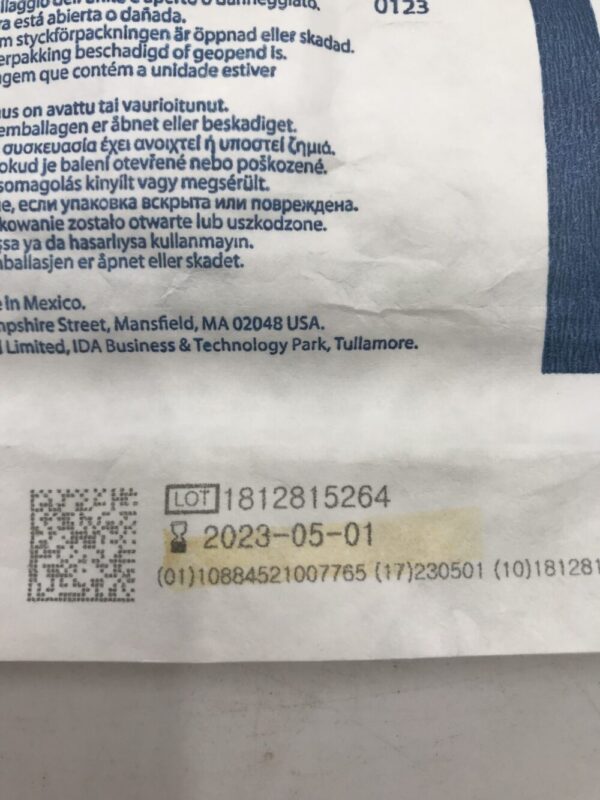 0123
ra está abierta o dañada.
m styckförpackningen är öppnad eller skadad.
erpakking beschadigd of geopend is.
agem que contém a unidade estiver
us on avattu tai vaurioitunut.
emballagen er åbnet eller beskadiget.
συσκευασία έχει ανοιχτεί ή υποστεί ζημιά.
okud je balení otevřené nebo poškozené.
somagolás kinyílt vagy megsérült.
е, если упаковка вскрыта или повреждена.
kowanie zostało otwarte lub uszkodzone.
ssa ya da hasarlıysa kullanmayın.
mballasjen er åpnet eller skadet.
e In Mexico.
mpshire Street, Mansfield, MA 02048 USA.
l Limited, IDA Business & Technology Park, Tullamore.
LOT 1812815264
2023-05-01
(01)10884521007765 (17)230501 (10)181281